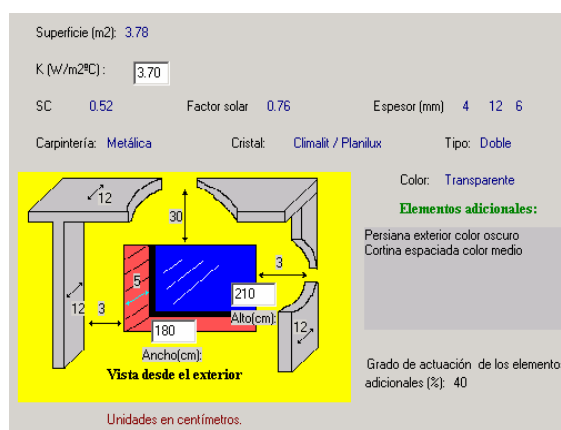 Superficie (m2): 3.78
K (W/m2ºC) : 3.70
SC 0.52 Factor solar 0.76 Espesor (mm) 4 12 6
Carpintería: Metálica Cristal: Climalit / Planilux Tipo: Doble
Color: Transparente
Elementos adicionales:
Persiana exterior color oscuro
Cortina espaciada color medio
12
30
3
5
210
Alto(cm):
12 3
180
12
Ancho(cm):
Vista desde el exterior
Grado de actuación de los elemento
adicionales (%): 40
Unidades en centímetros.